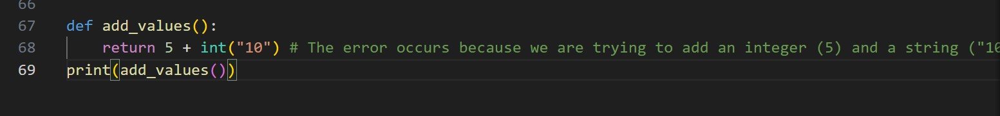 66
67 def add_values():
68 return 5 + int("10") # The error occurs because we are trying to add an integer (5) and a string ("10
69 print(add_values())